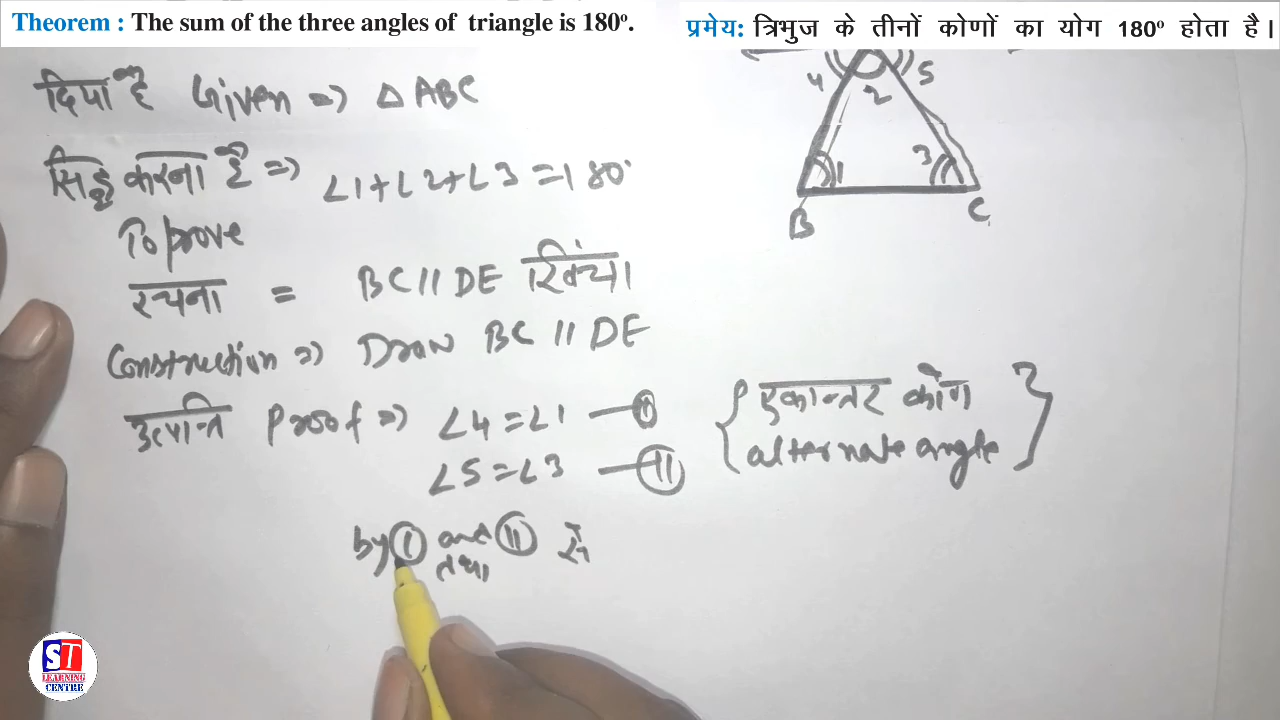 Theorem : The sum of the three angles of triangle is 180º.
प्रमेय: त्रिभुज के तीनों कोणों का योग 180º होता है।
दिया है Given => △ ABC
सिद्ध करना है => ∠1+∠2+∠3 = 180°
To prove
रचना = BC // DE खिंचा।
Construction => Draw BC // DE
उत्पत्ति Proof => ∠4 = ∠1 — (i)
∠5 = ∠3 — (ii)
{ एकान्तर कोण
alternate angle }
by (i) and (ii) से
तथा
4 5
2
1 3
B C
ST
LEARNING
CENTRE